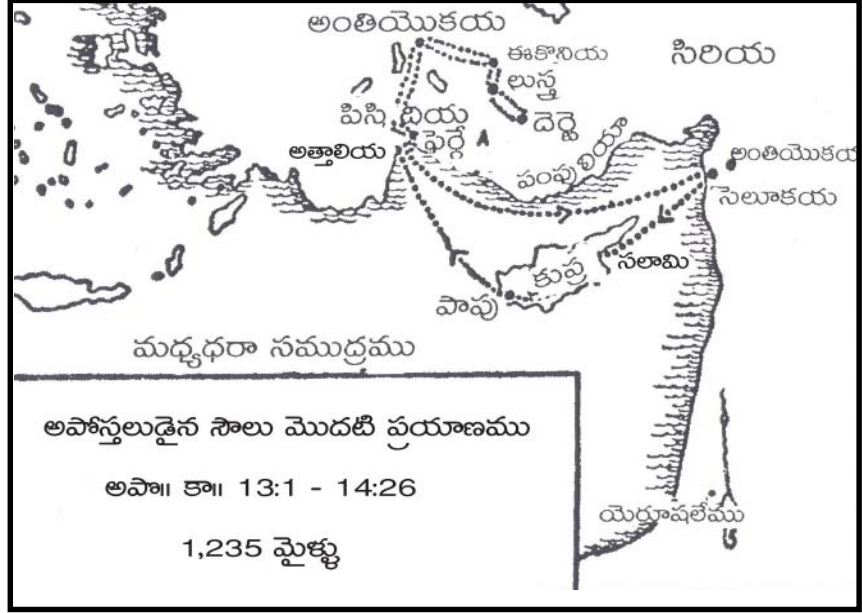 అంతియొకయ
ఈకొనియ
సిరియ
లుస్త్ర
పిసిదియ
దెర్బె
ఫెర్గే
అత్తాలియ
పంపులియా
అంతియొకయ
సెలూకయ
కుప్ర
సలామి
పాపు
మధ్యధరా సముద్రము
అపోస్తలుడైన సౌలు మొదటి ప్రయాణము
అపొ॥ కా॥ 13:1 - 14:26
యెరూషలేము
1,235 మైళ్ళు